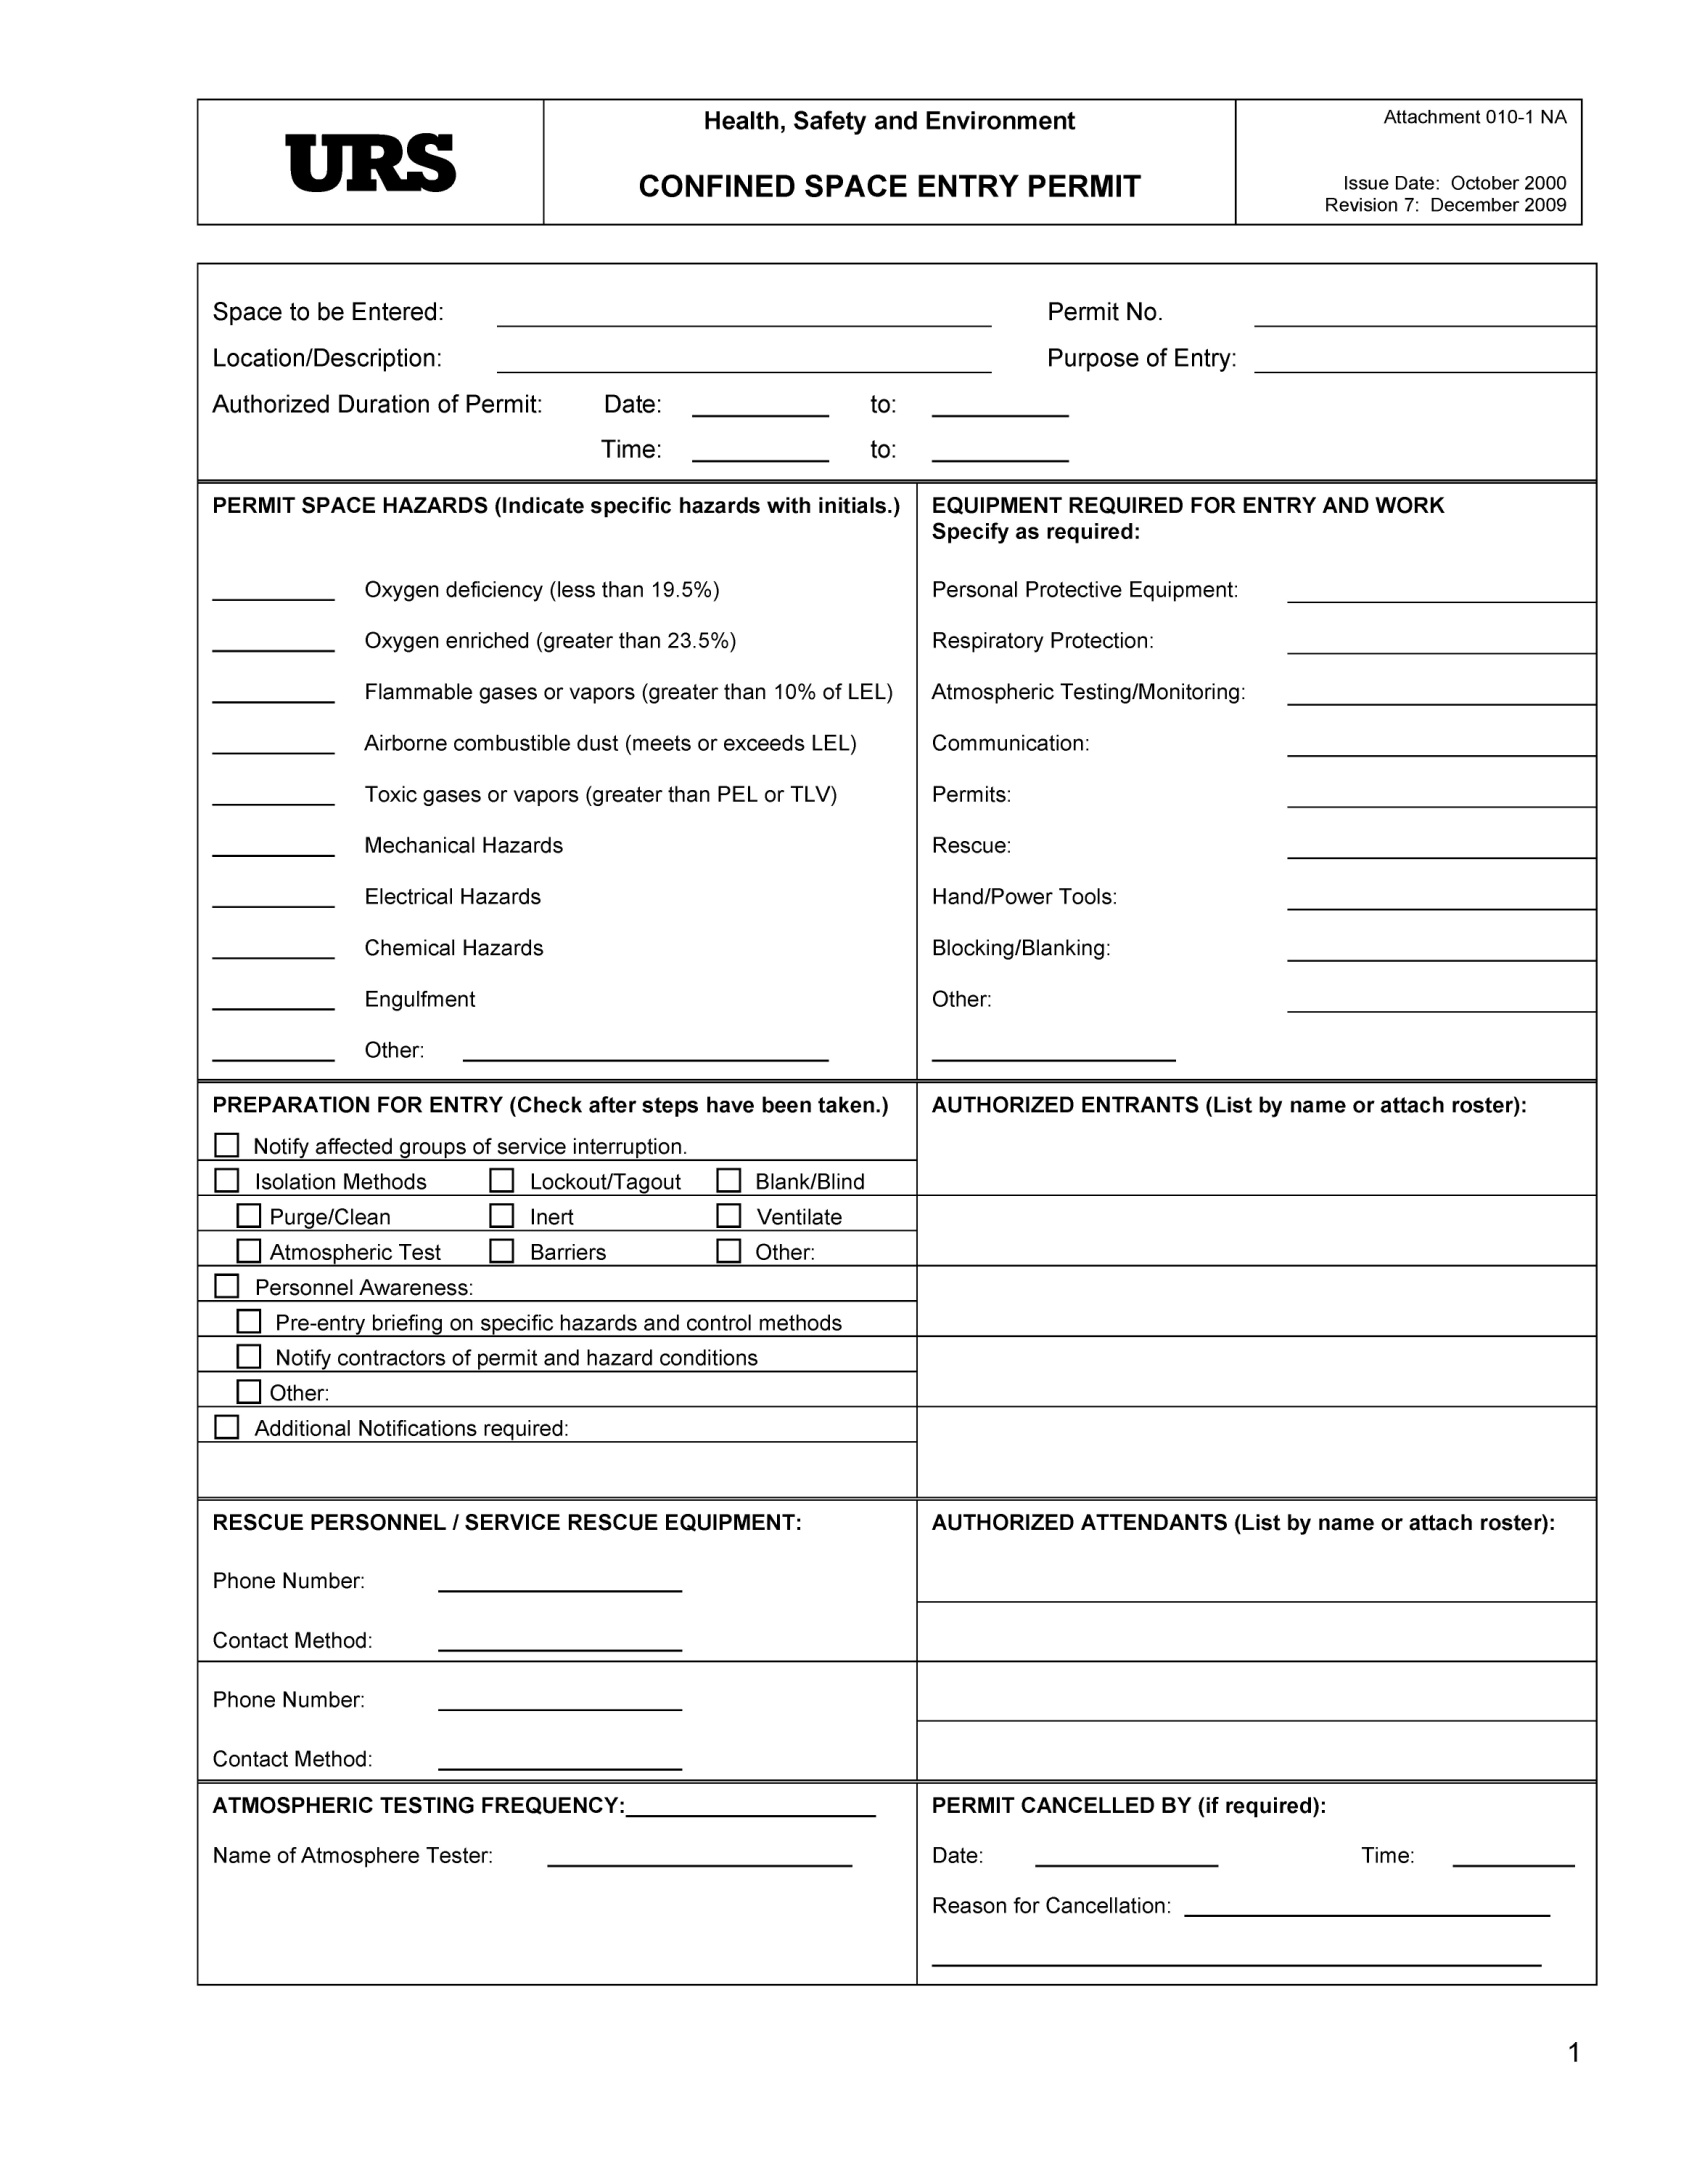 URS
Health, Safety and Environment
CONFINED SPACE ENTRY PERMIT
Attachment 010-1 NA
Issue Date: October 2000
Revision 7: December 2009
Space to be Entered: Permit No.
Location/Description: Purpose of Entry:
Authorized Duration of Permit: Date: to:
Time: to:
PERMIT SPACE HAZARDS (Indicate specific hazards with initials.)
Oxygen deficiency (less than 19.5%)
Oxygen enriched (greater than 23.5%)
Flammable gases or vapors (greater than 10% of LEL)
Airborne combustible dust (meets or exceeds LEL)
Toxic gases or vapors (greater than PEL or TLV)
Mechanical Hazards
Electrical Hazards
Chemical Hazards
Engulfment
Other:
EQUIPMENT REQUIRED FOR ENTRY AND WORK
Specify as required:
Personal Protective Equipment:
Respiratory Protection:
Atmospheric Testing/Monitoring:
Communication:
Permits:
Rescue:
Hand/Power Tools:
Blocking/Blanking:
Other:
PREPARATION FOR ENTRY (Check after steps have been taken.)
Notify affected groups of service interruption.
Isolation Methods Lockout/Tagout Blank/Blind
Purge/Clean Inert Ventilate
Atmospheric Test Barriers Other:
Personnel Awareness:
Pre-entry briefing on specific hazards and control methods
Notify contractors of permit and hazard conditions
Other:
Additional Notifications required:
AUTHORIZED ENTRANTS (List by name or attach roster):
RESCUE PERSONNEL / SERVICE RESCUE EQUIPMENT:
Phone Number:
Contact Method:
Phone Number:
Contact Method:
AUTHORIZED ATTENDANTS (List by name or attach roster):
ATMOSPHERIC TESTING FREQUENCY:
Name of Atmosphere Tester:
PERMIT CANCELLED BY (if required):
Date: Time:
Reason for Cancellation:
1